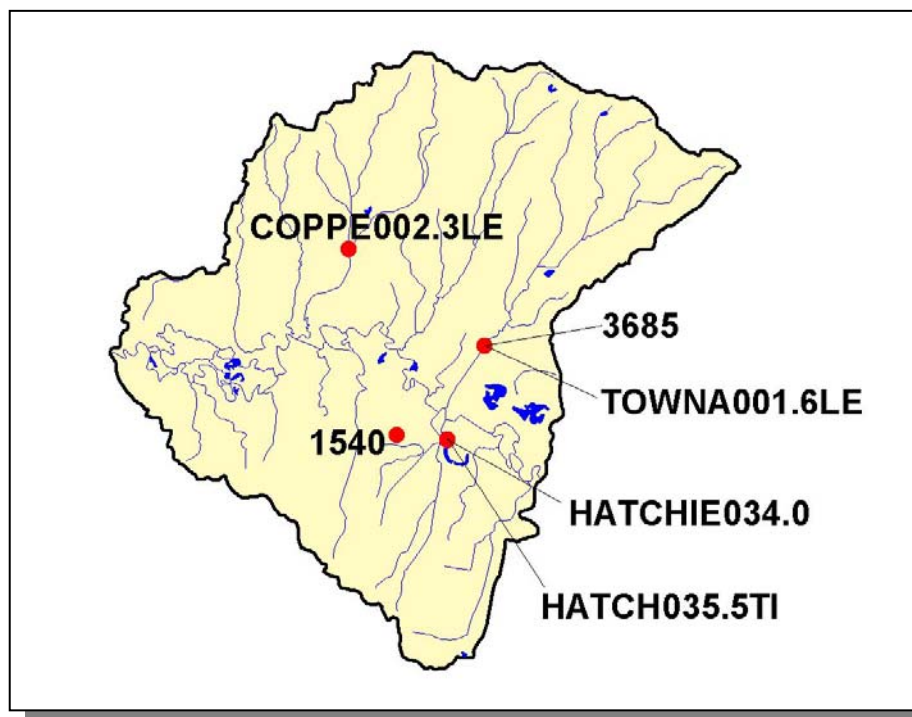 COPPE002.3LE
3685
TOWNA001.6LE
1540
HATCHIE034.0
HATCH035.5TI